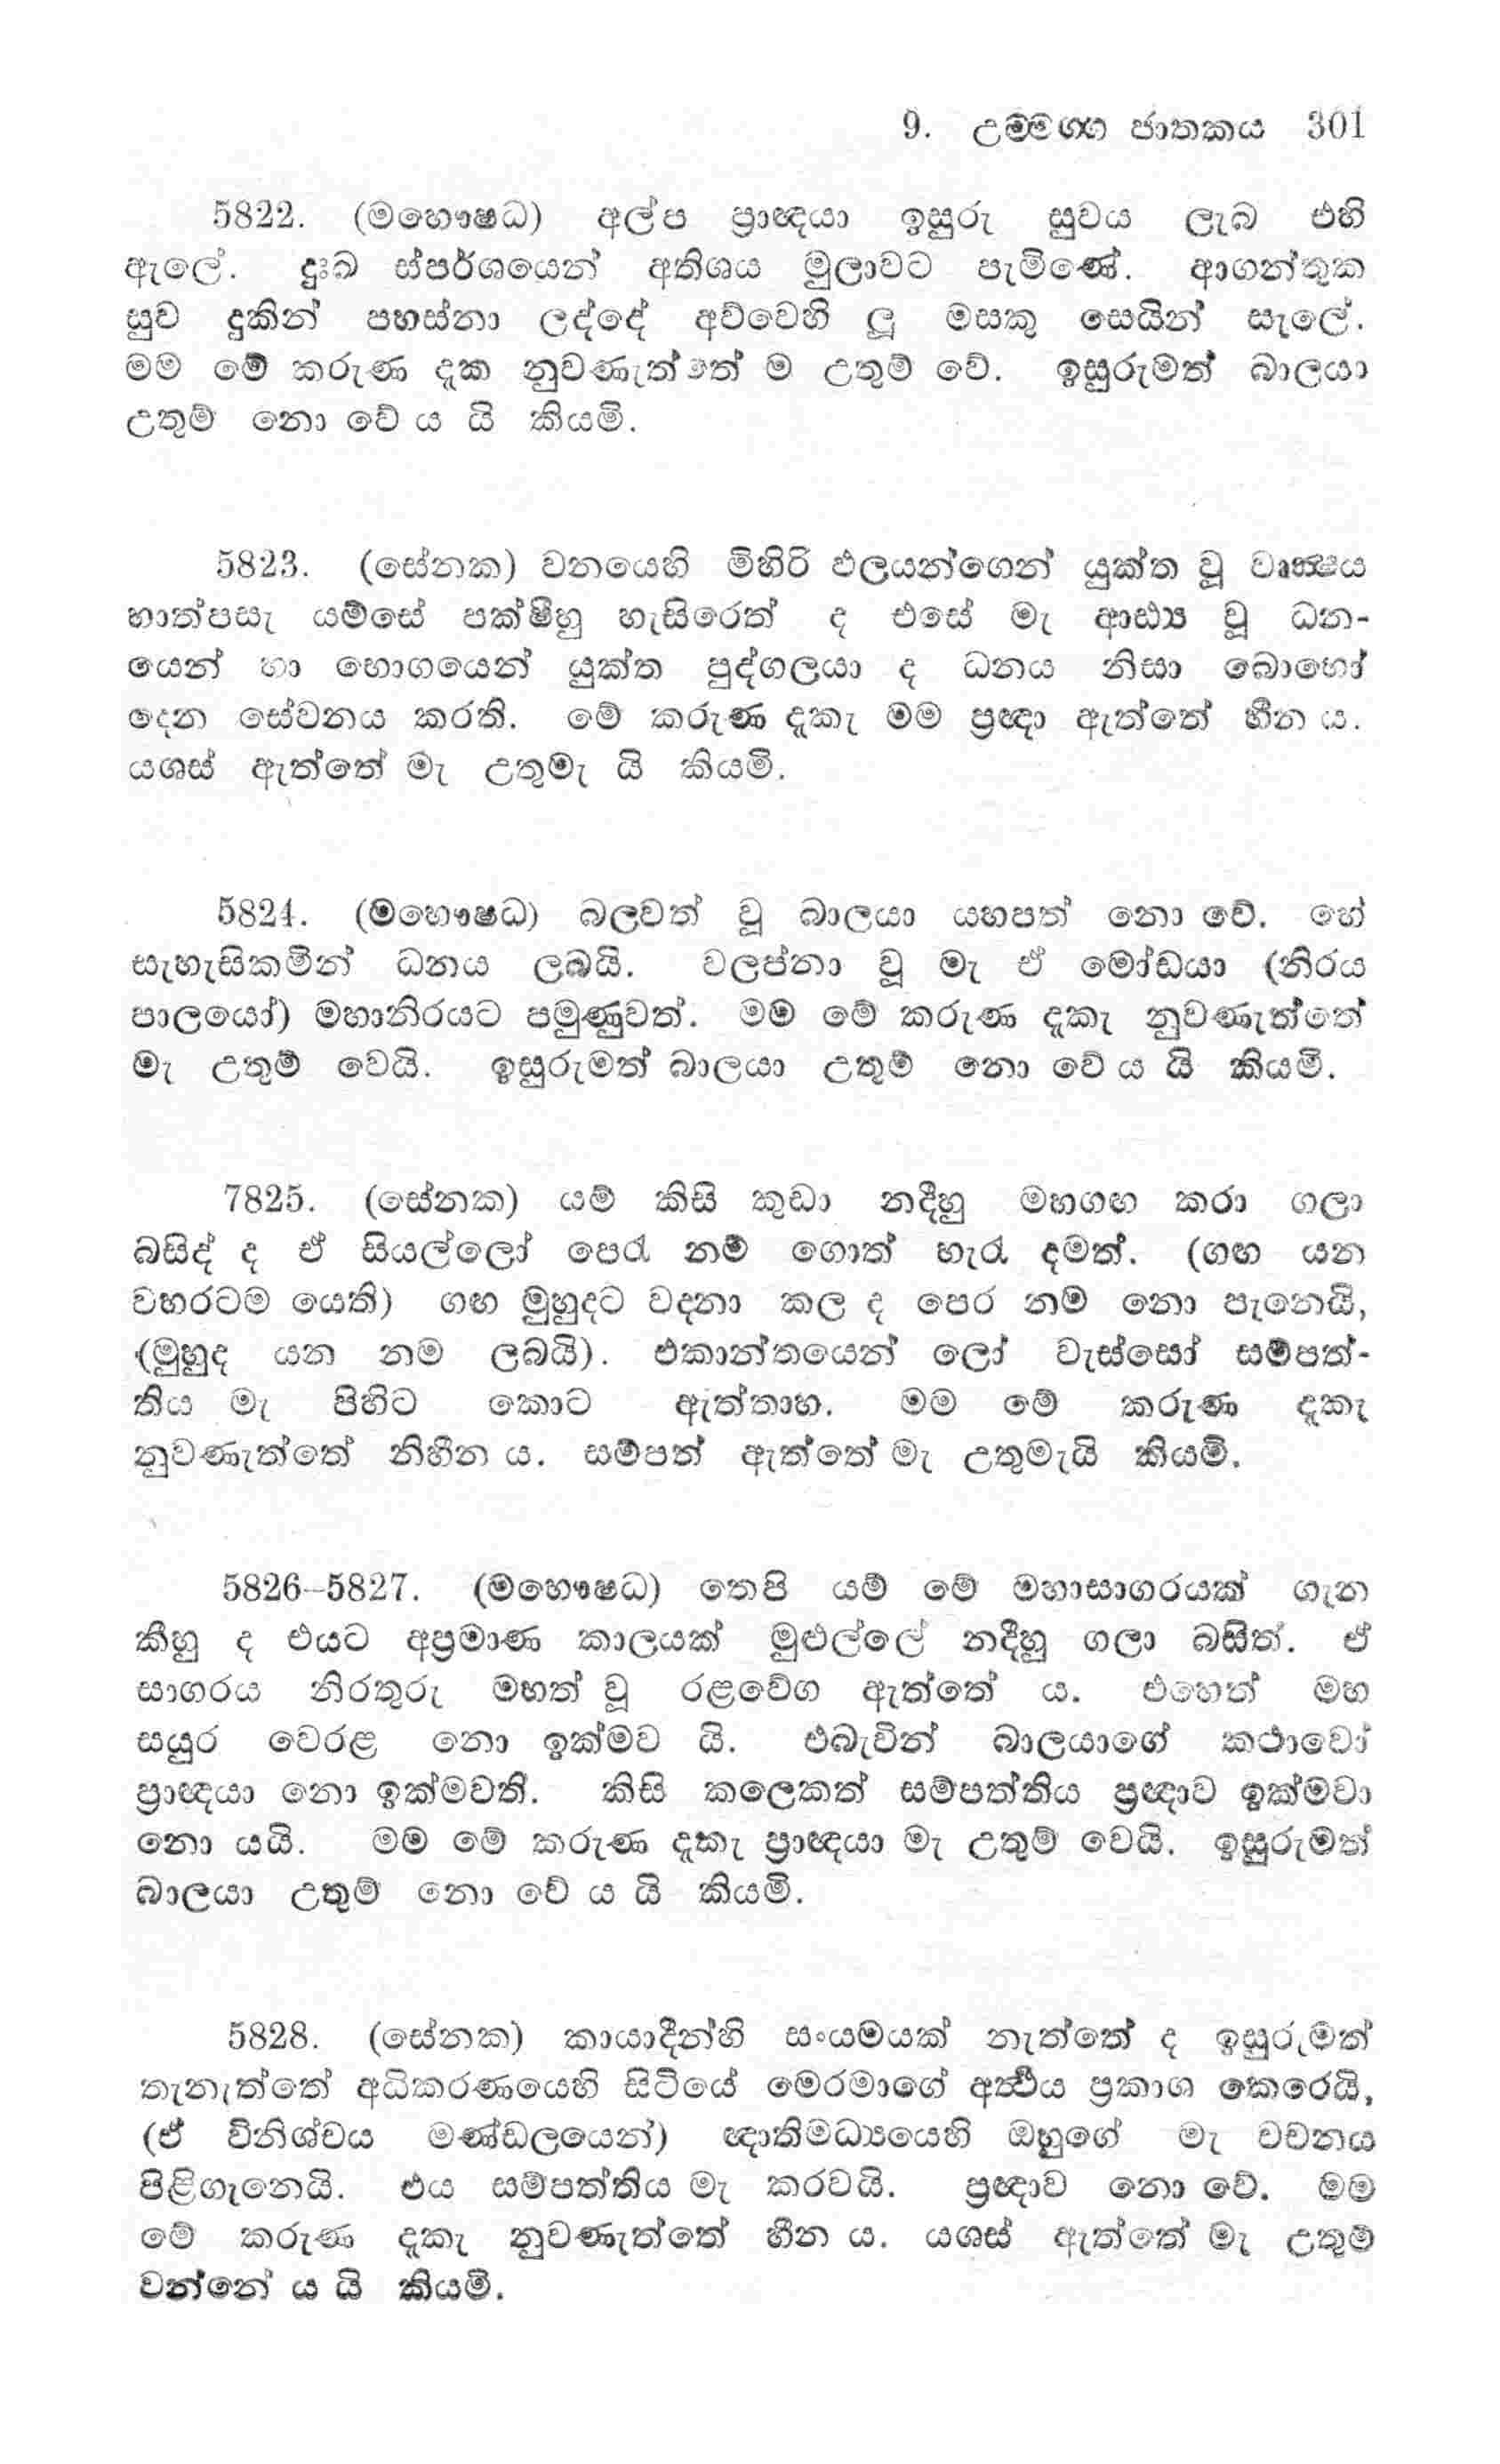 9. උම්මග්ග ජාතකය 301
5822. (මහෞෂධ) අල්ප ප්‍රාඥයා ඉසුරු සුවය ලැබ එහි
ඇලේ. දුඃඛ ස්පර්ශයෙන් අතිශය මුලාවට පැමිණේ. ආගන්තුක
සුව දුකින් පහස්නා ලද්දේ අව්වෙහි ලූ මසකු සෙයින් සැලේ.
මම මේ කරුණ දැක නුවණැත්තේත් ම උතුම් වේ. ඉසුරුමත් බාලයා
උතුම් නො වේ ය යි කියමි.
5823. (සේනක) වනයෙහි මිහිරි ඵලයන්ගෙන් යුක්ත වූ වෘක්‍ෂය
හාත්පසැ යම්සේ පක්ෂීහු හැසිරෙත් ද එසේ මැ ආඪ්‍ය වූ ධන-
යෙන් හා භොගයෙන් යුක්ත පුද්ගලයා ද ධනය නිසා බොහෝ
දෙන සේවනය කරති. මේ කරුණ දැකැ මම ප්‍රඥා ඇත්තේ හීන ය.
යශස් ඇත්තේ මැ උතුමැ යි කියමි.
5824. (මහෞෂධ) බලවත් වූ බාලයා යහපත් නො වේ. හේ
සැහැසිකමින් ධනය ලබයි. වලප්නා වූ මැ ඒ මෝඩයා (නිරය
පාලයෝ) මහානිරයට පමුණුවත්. මම මේ කරුණ දැකැ නුවණැත්තේ
මැ උතුම් වෙයි. ඉසුරුමත් බාලයා උතුම් නො වේ ය යි කියමි.
7825. (සේනක) යම් කිසි කුඩා නදීහු මහගඟ කරා ගලා
බසිද් ද ඒ සියල්ලෝ පෙරැ නම් ගොත් හැරැ දමත්. (ගඟ යන
වහරටම යෙති) ගඟ මුහුදට වදනා කල ද පෙර නම නො පැනෙයි,
(මුහුද යන නම ලබයි). එකාන්තයෙන් ලෝ වැස්සෝ සම්පත්-
තිය මැ පිහිට කොට ඇත්තාහ. මම මේ කරුණ දැකැ
නුවණැත්තේ නිහීන ය. සම්පත් ඇත්තේ මැ උතුමැයි කියමි.
5826–5827. (මහෞෂධ) තෙපි යම් මේ මහාසාගරයක් ගැන
කීහු ද එයට අප්‍රමාණ කාලයක් මුළුල්ලේ නදීහු ගලා බසිත්. ඒ
සාගරය නිරතුරු මහත් වූ රළවේග ඇත්තේ ය. එහෙත් මහ
සයුර වෙරළ නො ඉක්මව යි. එබැවින් බාලයාගේ කථාවෝ
ප්‍රාඥයා නො ඉක්මවති. කිසි කලෙකත් සම්පත්තිය ප්‍රඥාව ඉක්මවා
නො යයි. මම මේ කරුණ දැකැ ප්‍රාඥයා මැ උතුම් වෙයි. ඉසුරුමත්
බාලයා උතුම් නො වේ ය යි කියමි.
5828. (සේනක) කායාදීන්හි සංයමයක් නැත්තේ ද ඉසුරුමත්
තැනැත්තේ අධිකරණයෙහි සිටියේ මෙරමාගේ අර්‍ථය ප්‍රකාශ කෙරෙයි,
(ඒ විනිශ්චය මණ්ඩලයෙන්) ඥාතිමධ්‍යයෙහි ඔහුගේ මැ වචනය
පිළිගැනෙයි. එය සම්පත්තිය මැ කරවයි. ප්‍රඥාව නො වේ. මම
මේ කරුණ දැකැ නුවණැත්තේ හීන ය. යශස් ඇත්තේ මැ උතුම්
වන්නේ ය යි කියමි.